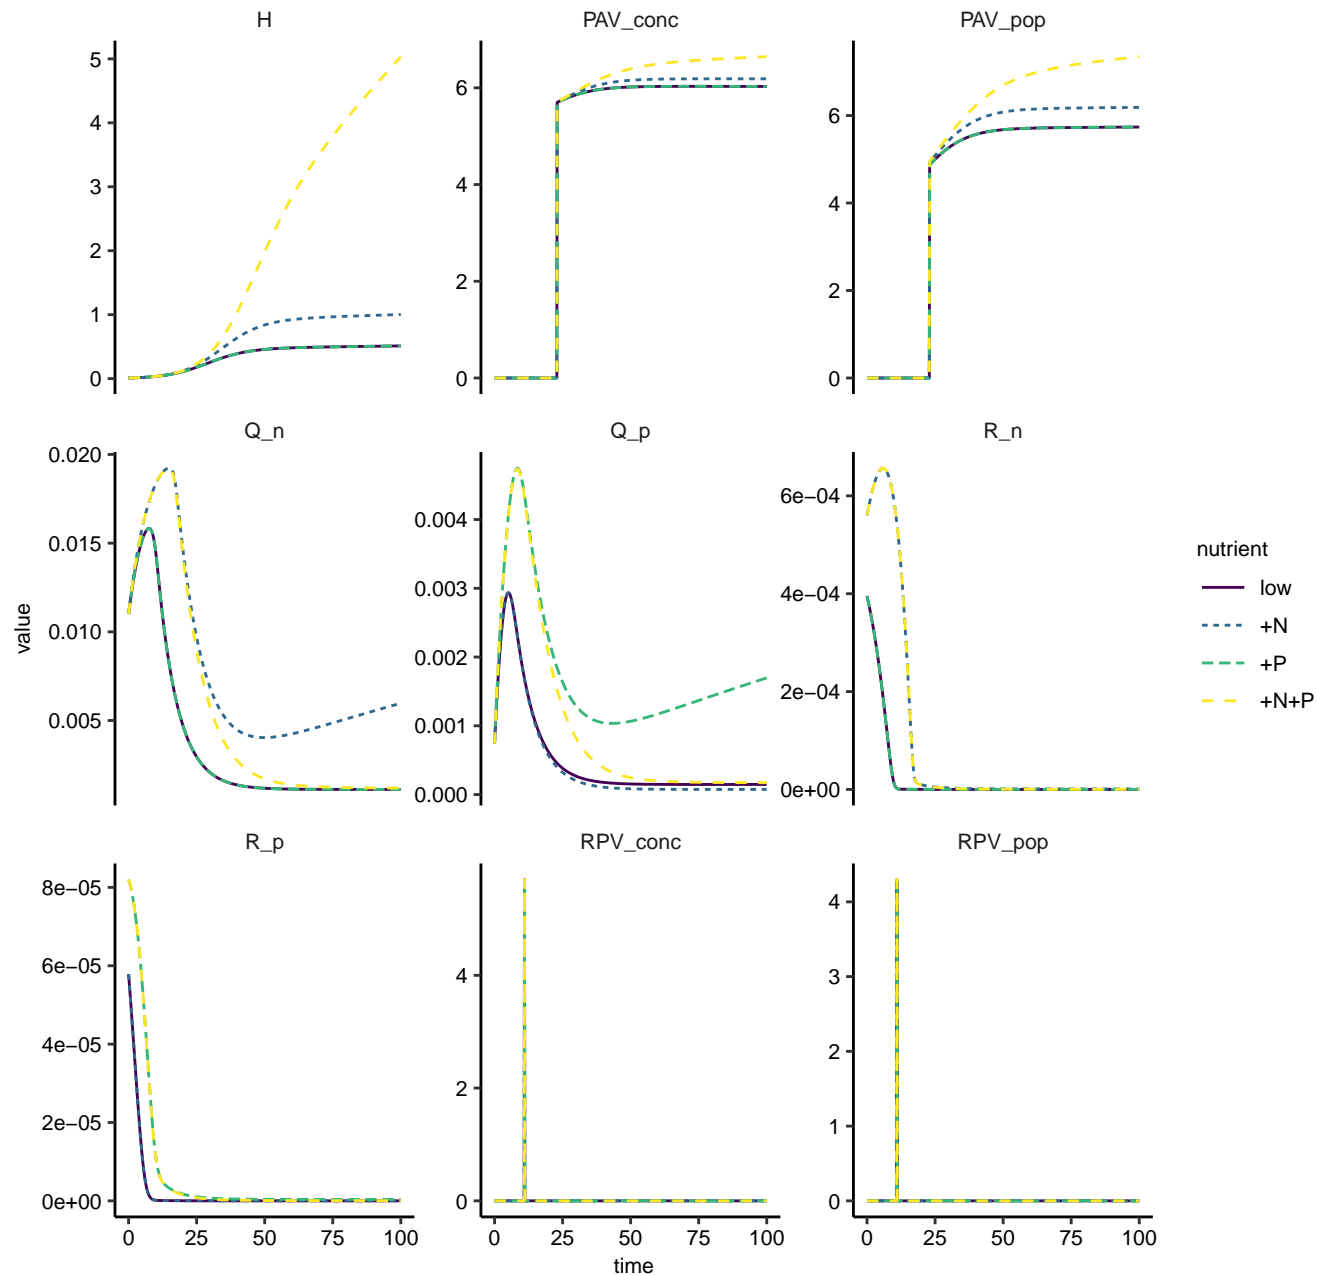 H
PAV_conc
PAV_pop
5
4
3
2
1
0
6
4
2
0
6
4
2
0
Q_n
Q_p
R_n
0.020
0.015
0.010
0.005
0.004
0.003
0.002
0.001
0.000
6e−04
4e−04
2e−04
0e+00
R_p
RPV_conc
RPV_pop
8e−05
6e−05
4e−05
2e−05
0e+00
4
2
0
4
3
2
1
0
0 25 50 75 100
0 25 50 75 100
0 25 50 75 100
time
value
nutrient
low
+N
+P
+N+P